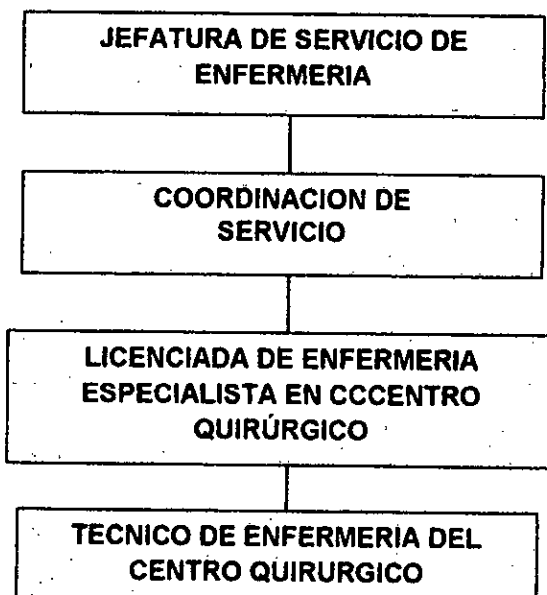 JEFATURA DE SERVICIO DE
ENFERMERIA
COORDINACION DE
SERVICIO
LICENCIADA DE ENFERMERIA
ESPECIALISTA EN CCCENTRO
QUIRÚRGICO
TECNICO DE ENFERMERIA DEL
CENTRO QUIRURGICO